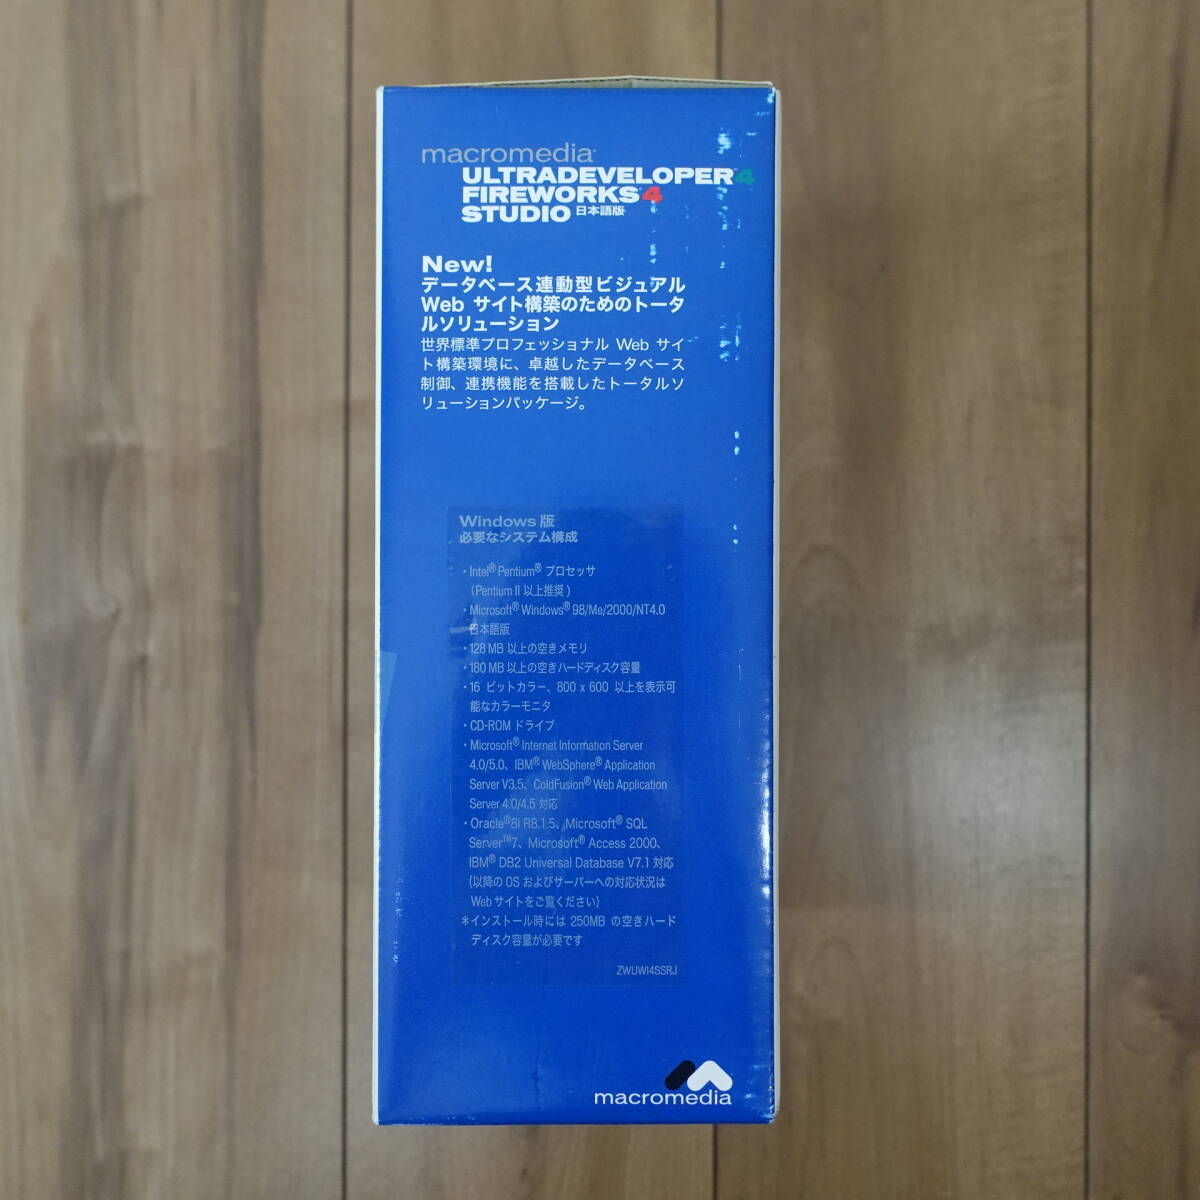 macromedia®
ULTRADEVELOPER™4
FIREWORKS®4
STUDIO 日本語版
New!
データベース連動型ビジュアル
Web サイト構築のためのトータ
ルソリューション
世界標準プロフェッショナル Web サイ
ト構築環境に、卓越したデータベース
制御、連携機能を搭載したトータルソ
リューションパッケージ。
Windows 版
必要なシステム構成
・Intel® Pentium® プロセッサ
(Pentium II 以上推奨)
・Microsoft® Windows® 98/Me/2000/NT4.0
日本語版
・128 MB 以上の空きメモリ
・180 MB 以上の空きハードディスク容量
・16 ビットカラー、800 x 600 以上を表示可
能なカラーモニタ
・CD-ROM ドライブ
・Microsoft® Internet Information Server
4.0/5.0、IBM® WebSphere® Application
Server V3.5、ColdFusion® Web Application
Server 4.0/4.5 対応
・Oracle®8i R8.1.5、Microsoft® SQL
Server™7、Microsoft® Access 2000、
IBM® DB2 Universal Database V7.1 対応
(以降の OS およびサーバーへの対応状況は
Webサイトをご覧ください)
＊インストール時には 250MB の空きハード
ディスク容量が必要です
ZWUWI4SSRJ
macromedia